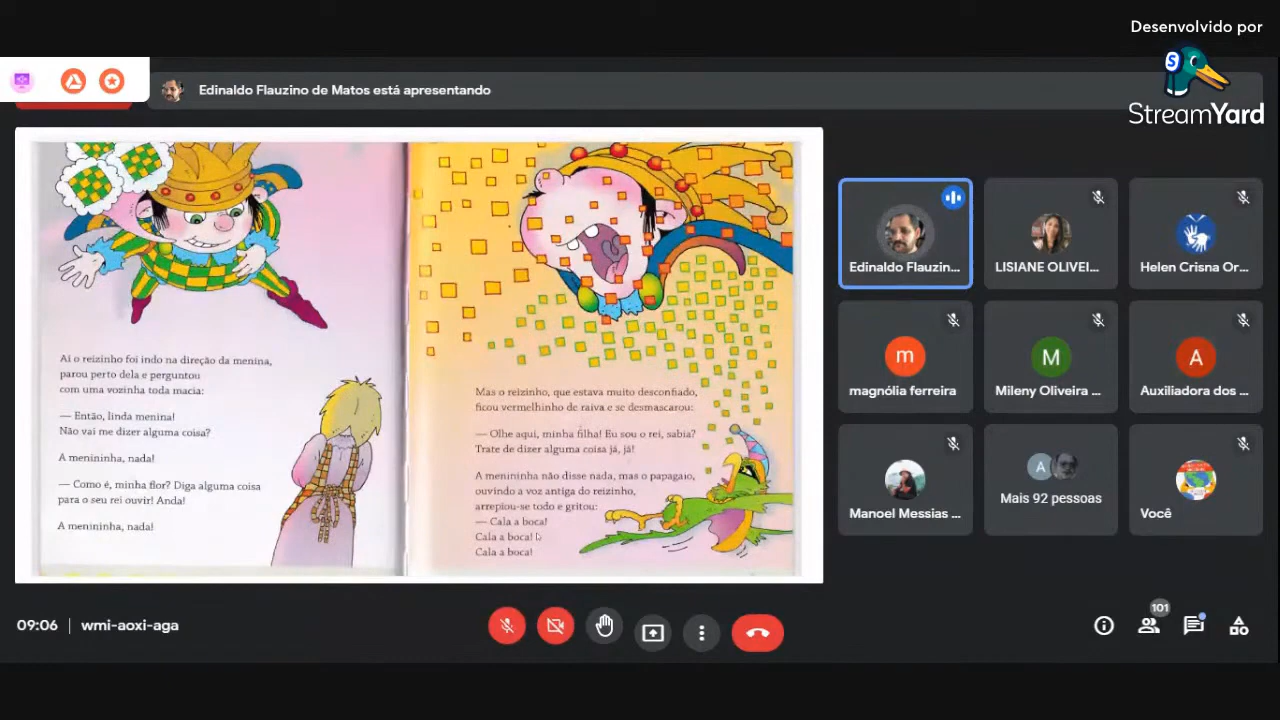 Desenvolvido por
StreamYard
Edinaldo Flauzino de Matos está apresentando
Aí o reizinho foi indo na direção da menina,
parou perto dela e perguntou
com uma vozinha toda macia:
— Então, linda menina!
Não vai me dizer alguma coisa?
A menininha, nada!
— Como é, minha flor? Diga alguma coisa
para o seu rei ouvir! Anda!
A menininha, nada!
Mas o reizinho, que estava muito desconfiado,
ficou vermelhinho de raiva e se desmascarou:
— Olhe aqui, minha filha! Eu sou o rei, sabia?
Trate de dizer alguma coisa já, já!
A menininha não disse nada, mas o papagaio,
ouvindo a voz antiga do reizinho,
arrepiou-se todo e gritou:
— Cala a boca!
Cala a boca!
Cala a boca!
Edinaldo Flauzin...
LISIANE OLIVEI...
Helen Crisna Or...
m
magnólia ferreira
M
Mileny Oliveira ...
A
Auxiliadora dos ...
Manoel Messias ...
A
Mais 92 pessoas
Você
09:06 | wmi-aoxi-aga
101